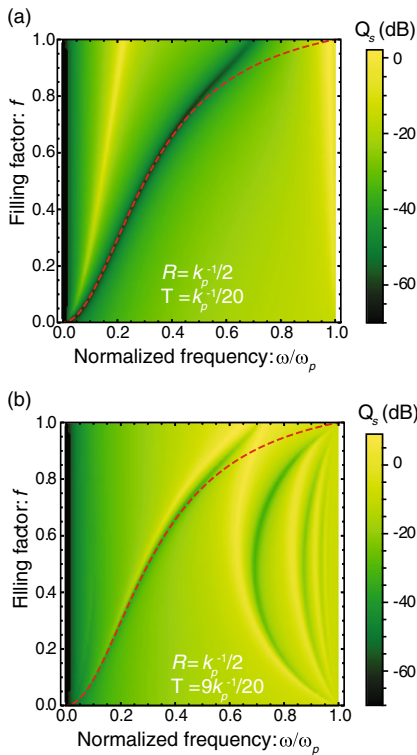 (a)
Q_s (dB)
Filling factor: f
1.0
0.8
0.6
0.4
0.2
0.0
R = k_p^-1/2
T = k_p^-1/20
0.0 0.2 0.4 0.6 0.8 1.0
Normalized frequency: ω/ω_p
0
-20
-40
-60
(b)
Q_s (dB)
Filling factor: f
1.0
0.8
0.6
0.4
0.2
0.0
R = k_p^-1/2
T = 9k_p^-1/20
0.0 0.2 0.4 0.6 0.8 1.0
Normalized frequency: ω/ω_p
0
-20
-40
-60